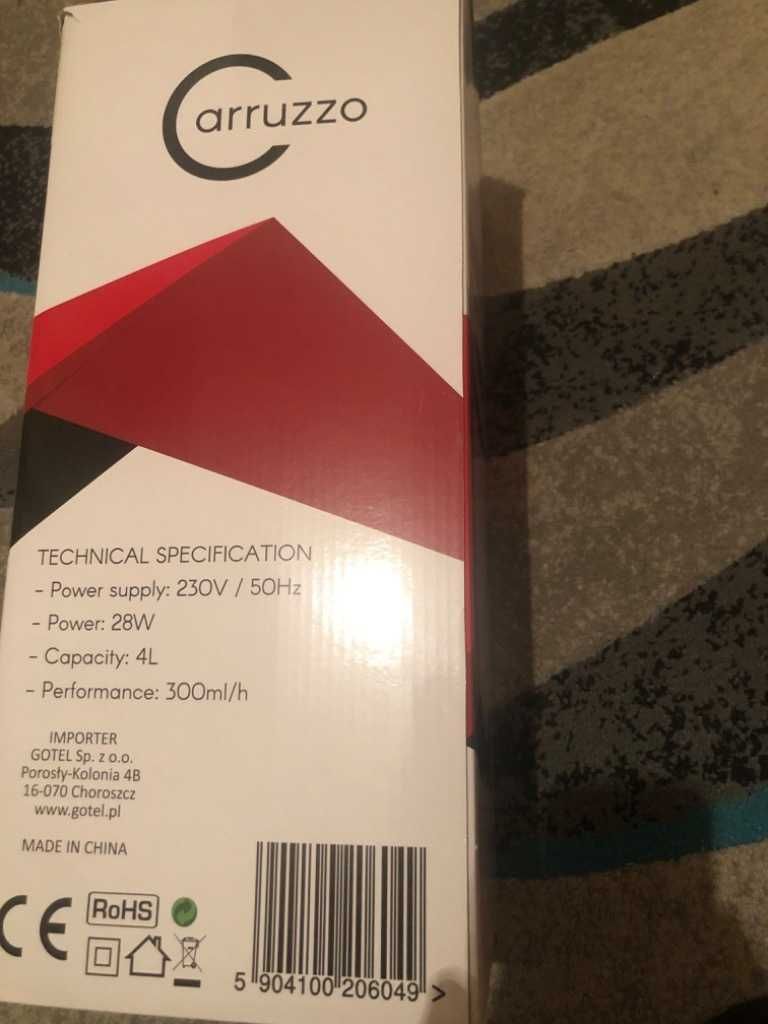 Carruzzo
TECHNICAL SPECIFICATION
- Power supply: 230V / 50Hz
- Power: 28W
- Capacity: 4L
- Performance: 300ml/h
IMPORTER
GOTEL Sp. z o.o.
Porosły-Kolonia 4B
16-070 Choroszcz
www.gotel.pl
MADE IN CHINA
CE
RoHS
5 904100 206049 >